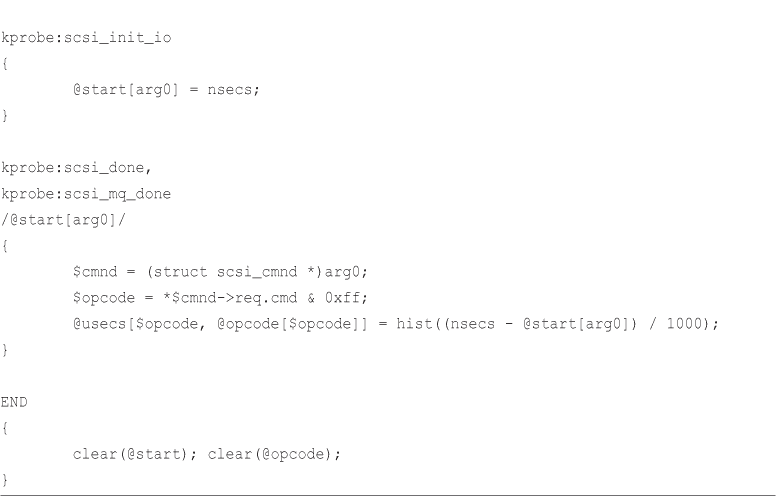 kprobe:scsi_init_io
{
        @start[arg0] = nsecs;
}
kprobe:scsi_done,
kprobe:scsi_mq_done
/@start[arg0]/
{
        $cmnd = (struct scsi_cmnd *)arg0;
        $opcode = *$cmnd->req.cmd & 0xff;
        @usecs[$opcode, @opcode[$opcode]] = hist((nsecs - @start[arg0]) / 1000);
}
END
{
        clear(@start); clear(@opcode);
}